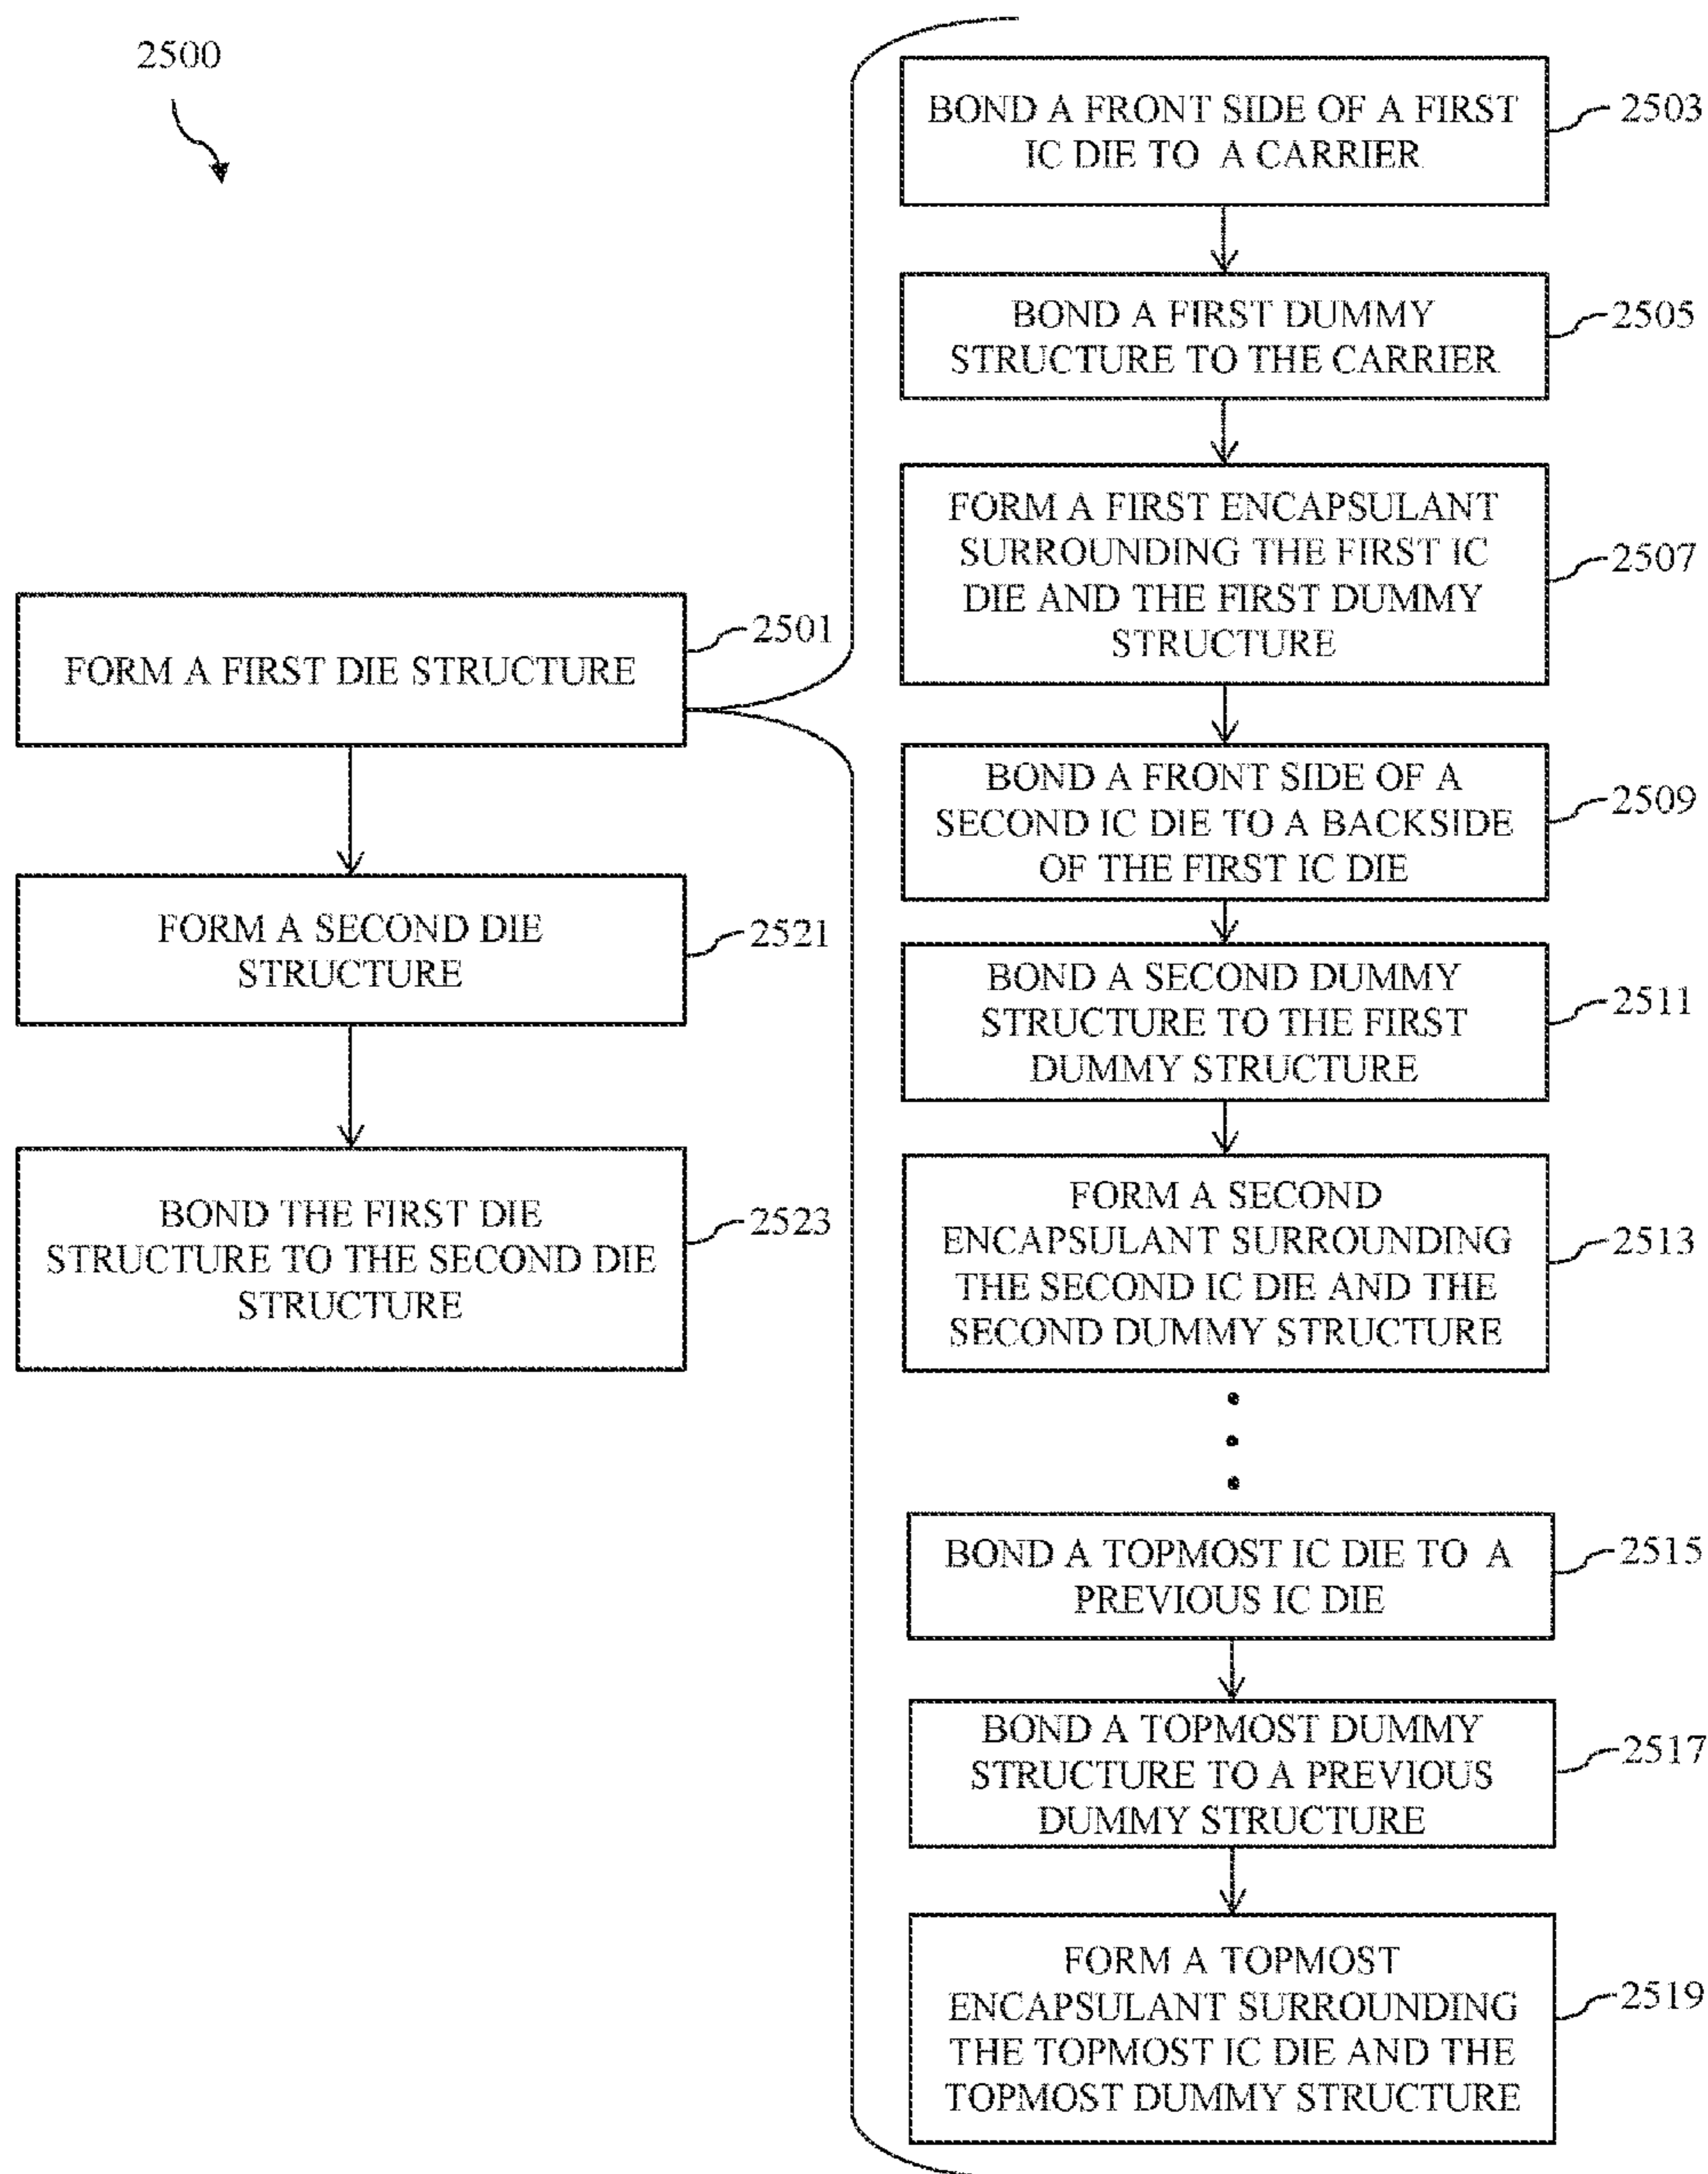 2500
FORM A FIRST DIE STRUCTURE
2501
FORM A SECOND DIE
STRUCTURE
2521
BOND THE FIRST DIE
STRUCTURE TO THE SECOND DIE
STRUCTURE
2523
BOND A FRONT SIDE OF A FIRST
IC DIE TO A CARRIER
2503
BOND A FIRST DUMMY
STRUCTURE TO THE CARRIER
2505
FORM A FIRST ENCAPSULANT
SURROUNDING THE FIRST IC
DIE AND THE FIRST DUMMY
STRUCTURE
2507
BOND A FRONT SIDE OF A
SECOND IC DIE TO A BACKSIDE
OF THE FIRST IC DIE
2509
BOND A SECOND DUMMY
STRUCTURE TO THE FIRST
DUMMY STRUCTURE
2511
FORM A SECOND
ENCAPSULANT SURROUNDING
THE SECOND IC DIE AND THE
SECOND DUMMY STRUCTURE
2513
BOND A TOPMOST IC DIE TO A
PREVIOUS IC DIE
2515
BOND A TOPMOST DUMMY
STRUCTURE TO A PREVIOUS
DUMMY STRUCTURE
2517
FORM A TOPMOST
ENCAPSULANT SURROUNDING
THE TOPMOST IC DIE AND THE
TOPMOST DUMMY STRUCTURE
2519